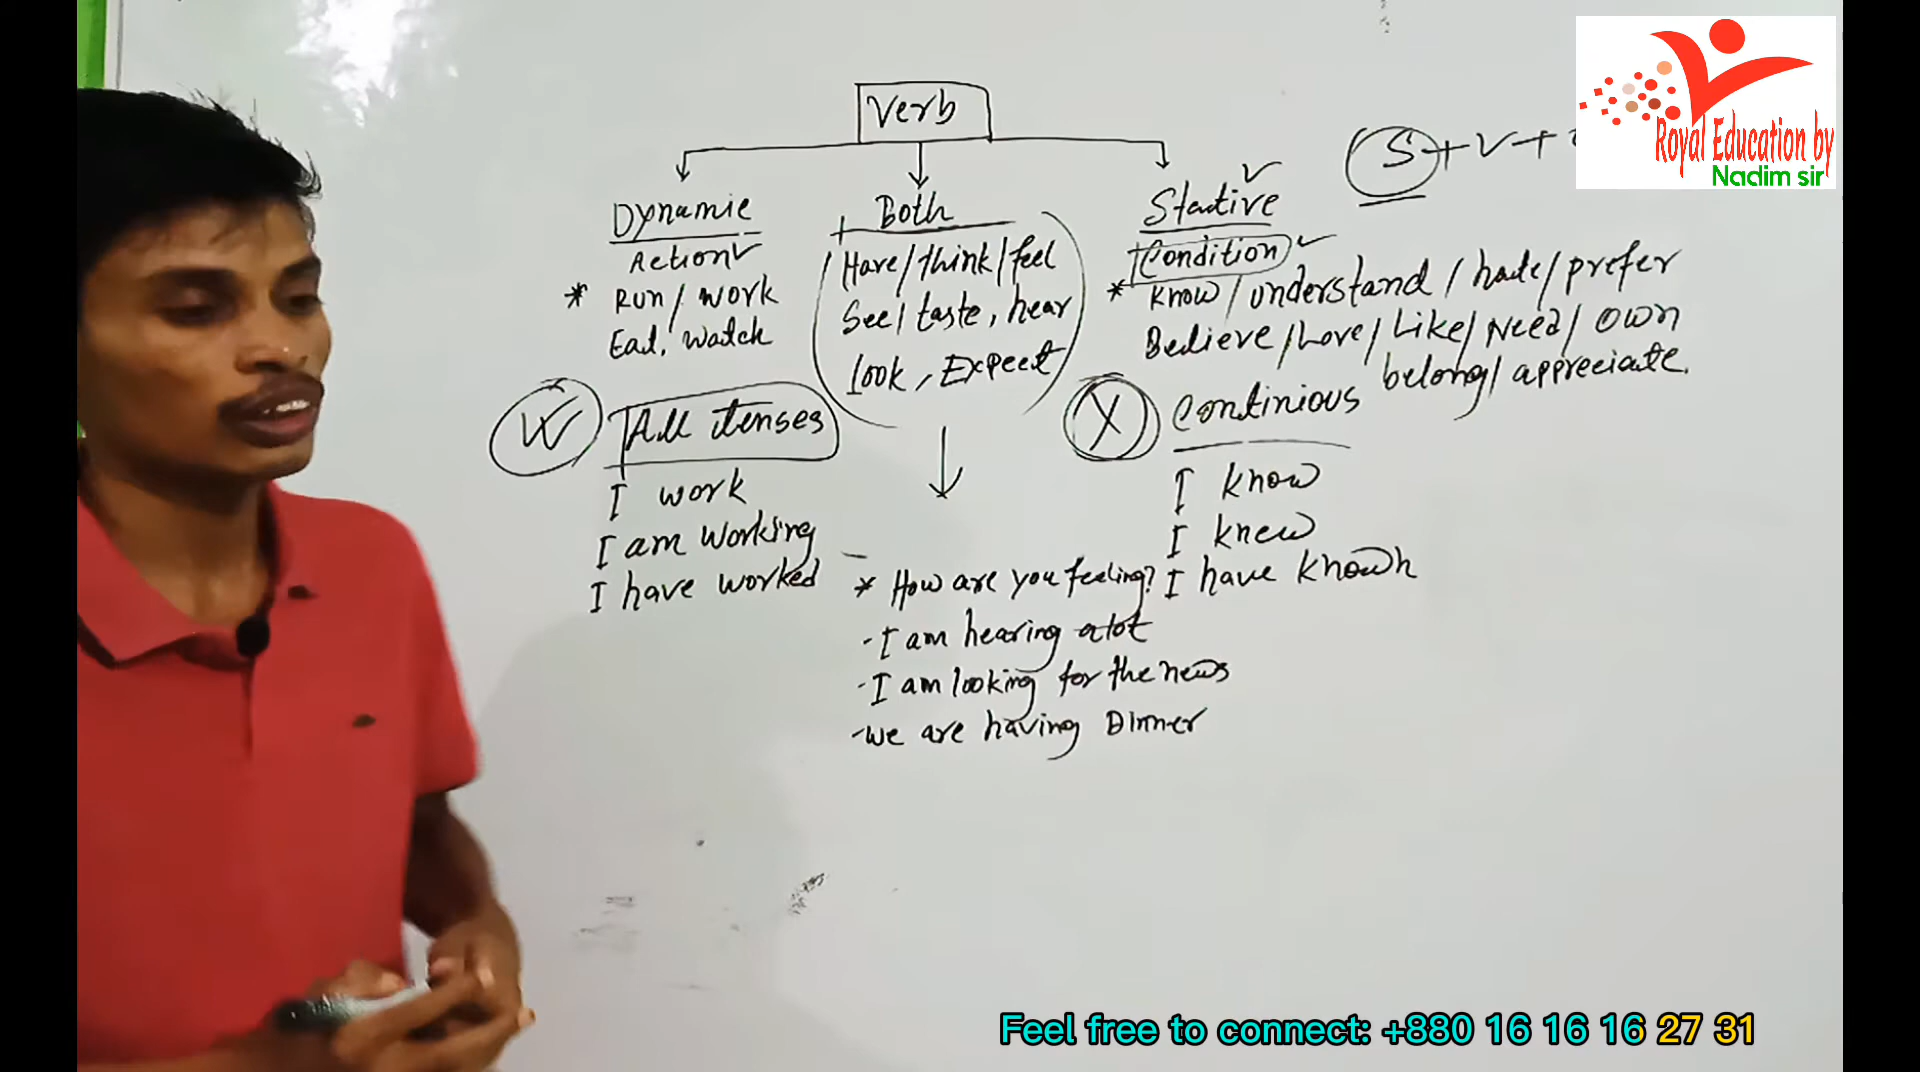 Verb
S + V +
Royal Education by
Nadim sir
Dynamic
Action
* Run / work
Eat, watch
All tenses
I work
I am working
I have worked
Both
Have / think / feel
See / taste, hear
look, Expect
* How are you feeling?
- I am hearing a lot
- I am looking for the news
- we are having Dinner
Stative
Condition
* Know / understand / hate / prefer
Believe / Love / Like / Need / own
belong / appreciate.
X Continious
I know
I knew
I have known
Feel free to connect: +880 16 16 16 27 31